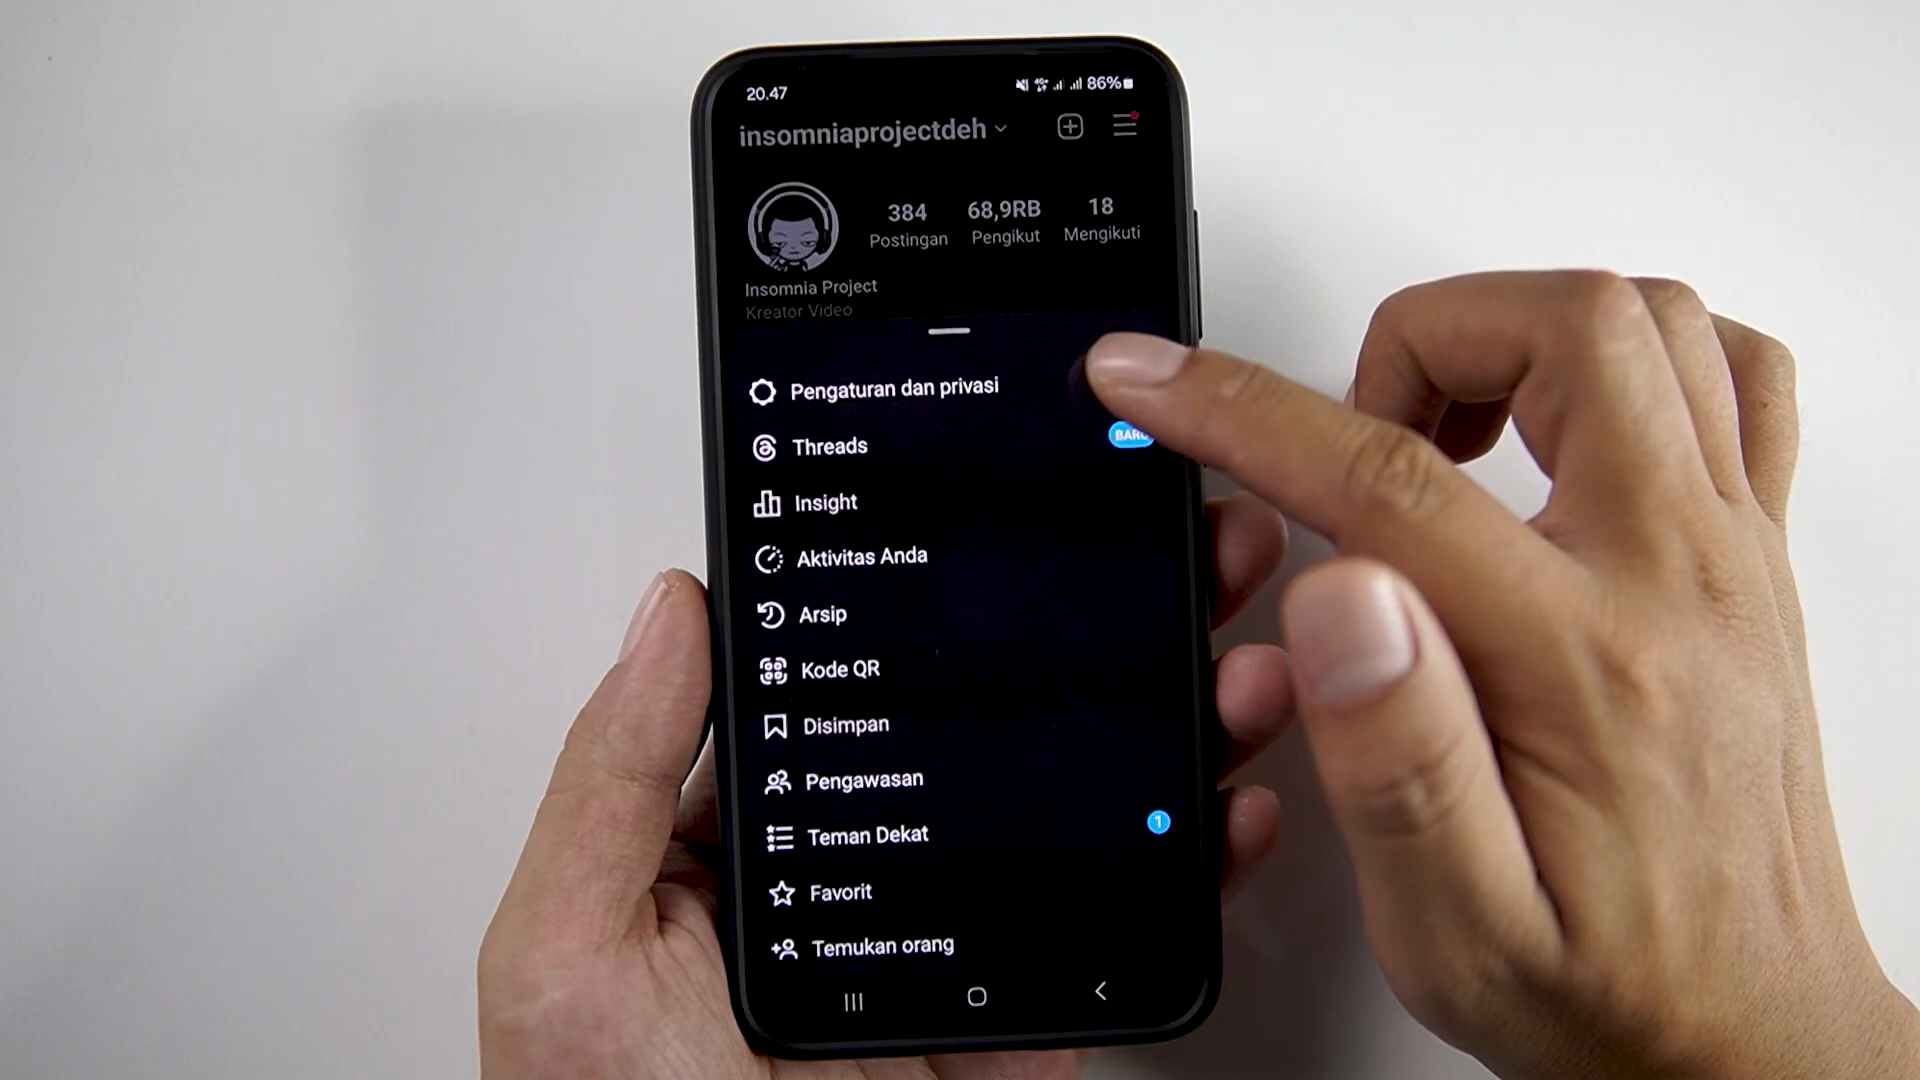 20.47
86%
insomniaprojectdeh
384
68,9RB
18
Postingan
Pengikut
Mengikuti
Insomnia Project
Kreator Video
Pengaturan dan privasi
Threads
Insight
Aktivitas Anda
Arsip
Kode QR
Disimpan
Pengawasan
Teman Dekat
1
Favorit
Temukan orang